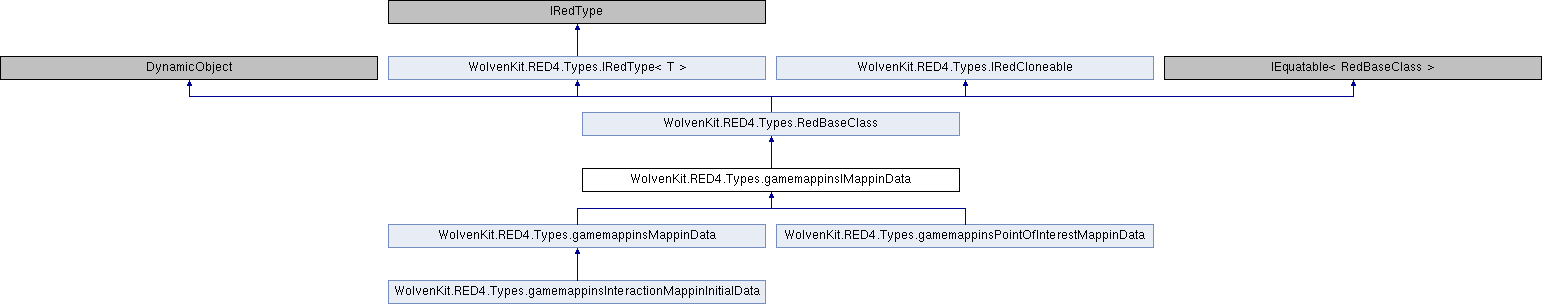 IRedType
DynamicObject
WolvenKit.RED4.Types.IRedType< T >
WolvenKit.RED4.Types.IRedCloneable
IEquatable< RedBaseClass >
WolvenKit.RED4.Types.RedBaseClass
WolvenKit.RED4.Types.gamemappinsIMappinData
WolvenKit.RED4.Types.gamemappinsMappinData
WolvenKit.RED4.Types.gamemappinsPointOfInterestMappinData
WolvenKit.RED4.Types.gamemappinsInteractionMappinInitialData